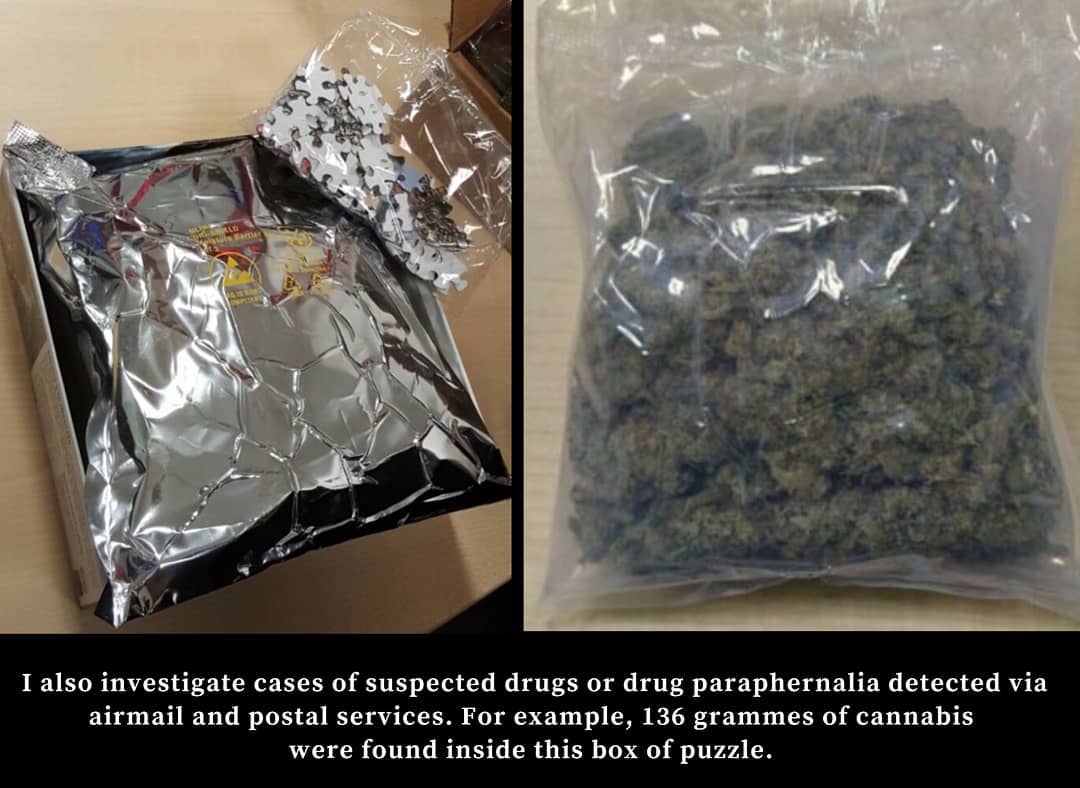 I also investigate cases of suspected drugs or drug paraphernalia detected via
airmail and postal services. For example, 136 grammes of cannabis
were found inside this box of puzzle.